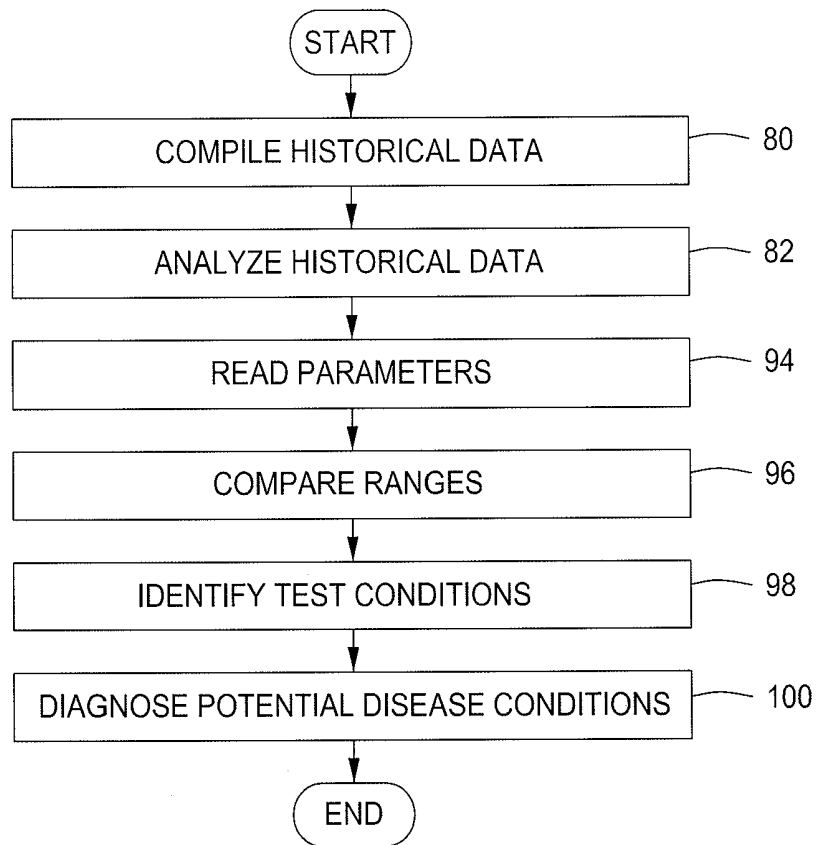 START
COMPILE HISTORICAL DATA 80
ANALYZE HISTORICAL DATA 82
READ PARAMETERS 94
COMPARE RANGES 96
IDENTIFY TEST CONDITIONS 98
DIAGNOSE POTENTIAL DISEASE CONDITIONS 100
END